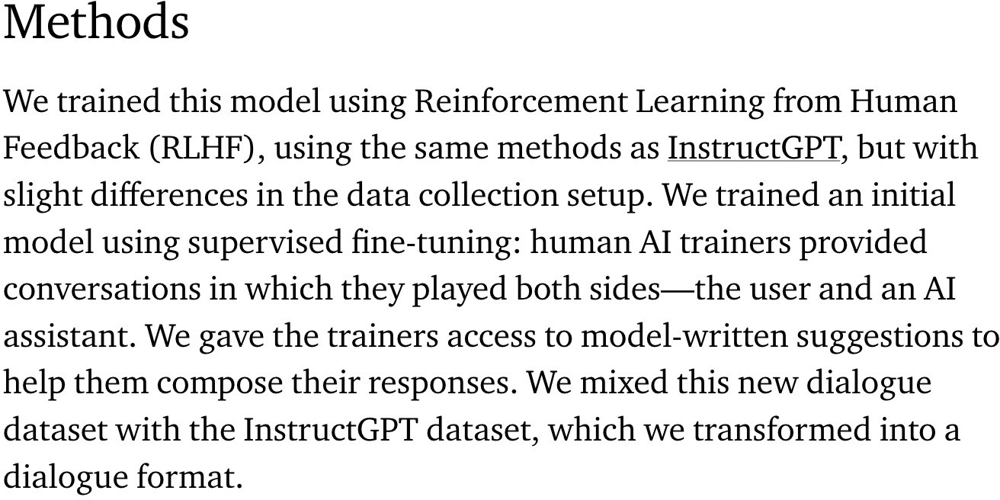 Methods
We trained this model using Reinforcement Learning from Human
Feedback (RLHF), using the same methods as InstructGPT, but with
slight differences in the data collection setup. We trained an initial
model using supervised fine-tuning: human AI trainers provided
conversations in which they played both sides—the user and an AI
assistant. We gave the trainers access to model-written suggestions to
help them compose their responses. We mixed this new dialogue
dataset with the InstructGPT dataset, which we transformed into a
dialogue format.